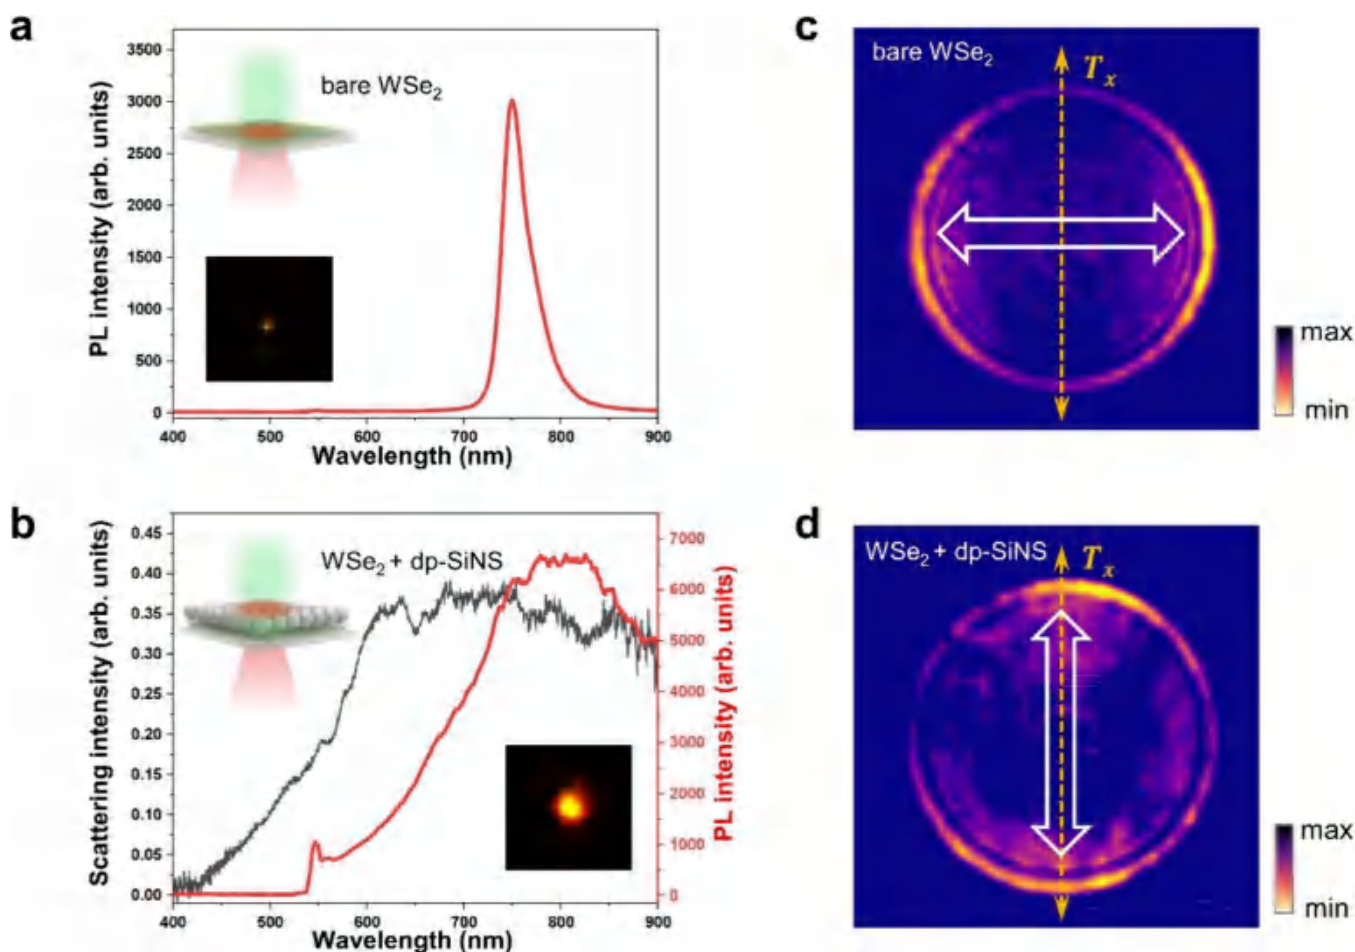 a
bare WSe₂
PL intensity (arb. units)
3500
3000
2500
2000
1500
1000
500
0
400 500 600 700 800 900
Wavelength (nm)
c
bare WSe₂
Tₓ
max
min
b
WSe₂ + dp-SiNS
Scattering intensity (arb. units)
0.45
0.40
0.35
0.30
0.25
0.20
0.15
0.10
0.05
0.00
7000
6000
5000
4000
3000
2000
1000
0
PL intensity (arb. units)
400 500 600 700 800 900
Wavelength (nm)
d
WSe₂ + dp-SiNS
Tₓ
max
min